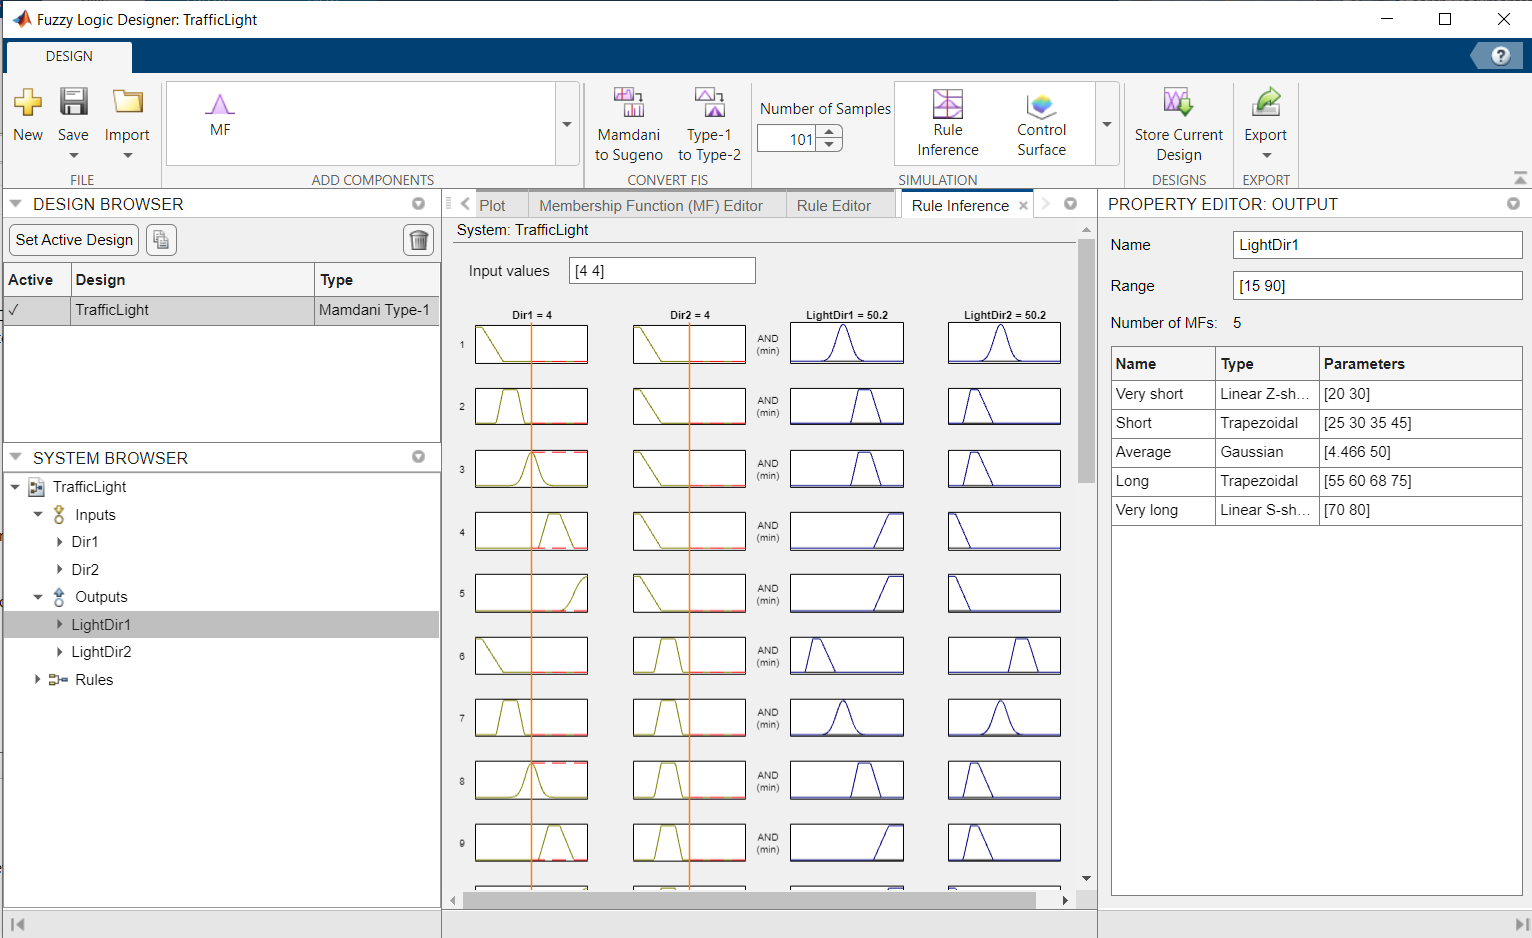 Fuzzy Logic Designer: TrafficLight
DESIGN
New
Save
Import
FILE
MF
ADD COMPONENTS
Mamdani
to Sugeno
Type-1
to Type-2
CONVERT FIS
Number of Samples
101
Rule
Inference
Control
Surface
SIMULATION
Store Current
Design
DESIGNS
Export
EXPORT
DESIGN BROWSER
Set Active Design
Active Design Type
✓ TrafficLight Mamdani Type-1
SYSTEM BROWSER
TrafficLight
Inputs
Dir1
Dir2
Outputs
LightDir1
LightDir2
Rules
Plot Membership Function (MF) Editor Rule Editor Rule Inference
System: TrafficLight
Input values [4 4]
Dir1 = 4 Dir2 = 4 LightDir1 = 50.2 LightDir2 = 50.2
1 AND
(min)
2 AND
(min)
3 AND
(min)
4 AND
(min)
5 AND
(min)
6 AND
(min)
7 AND
(min)
8 AND
(min)
9 AND
(min)
PROPERTY EDITOR: OUTPUT
Name LightDir1
Range [15 90]
Number of MFs: 5
Name Type Parameters
Very short Linear Z-sh... [20 30]
Short Trapezoidal [25 30 35 45]
Average Gaussian [4.466 50]
Long Trapezoidal [55 60 68 75]
Very long Linear S-sh... [70 80]